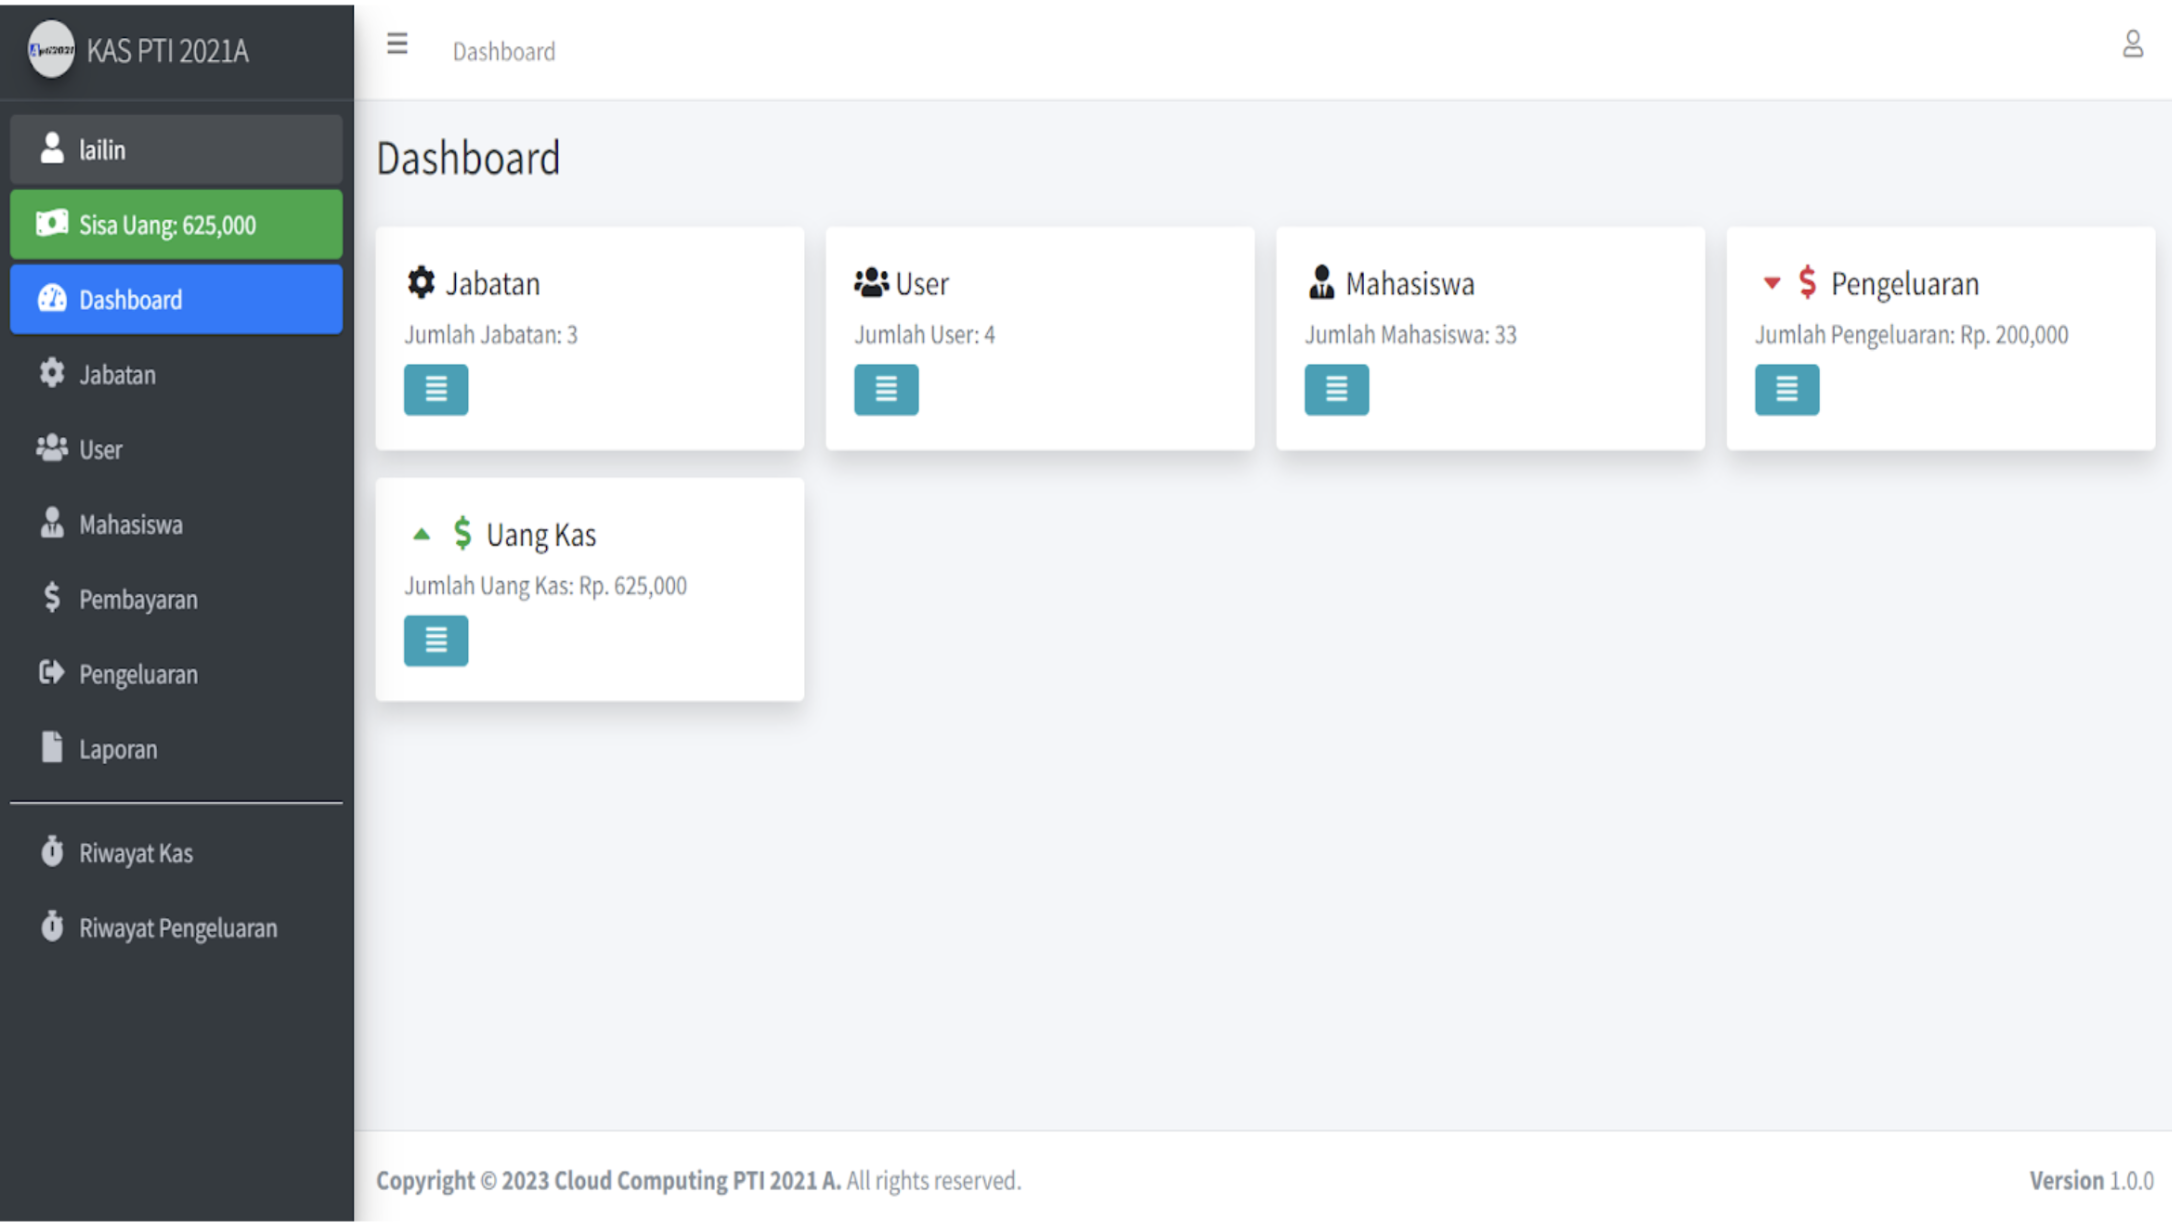 KAS PTI 2021A
lailin
Sisa Uang: 625,000
Dashboard
Jabatan
User
Mahasiswa
Pembayaran
Pengeluaran
Laporan
Riwayat Kas
Riwayat Pengeluaran
Dashboard
Dashboard
Jabatan
Jumlah Jabatan: 3
User
Jumlah User: 4
Mahasiswa
Jumlah Mahasiswa: 33
Pengeluaran
Jumlah Pengeluaran: Rp. 200,000
Uang Kas
Jumlah Uang Kas: Rp. 625,000
Copyright © 2023 Cloud Computing PTI 2021 A. All rights reserved.
Version 1.0.0